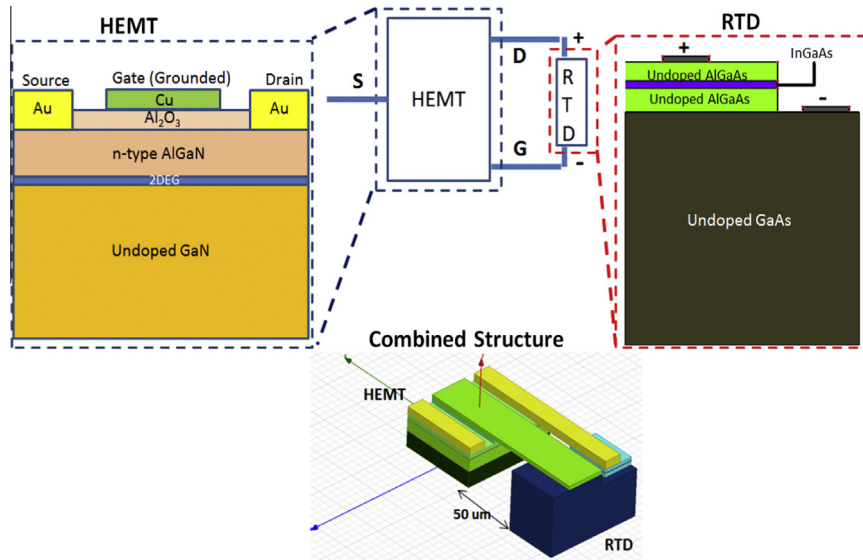 HEMT
Source
Gate (Grounded)
Drain
Au
Cu
Au
Al2O3
n-type AlGaN
2DEG
Undoped GaN
S
HEMT
D
G
+
R
T
D
-
RTD
+
InGaAs
Undoped AlGaAs
Undoped AlGaAs
-
Undoped GaAs
Combined Structure
HEMT
50 um
RTD